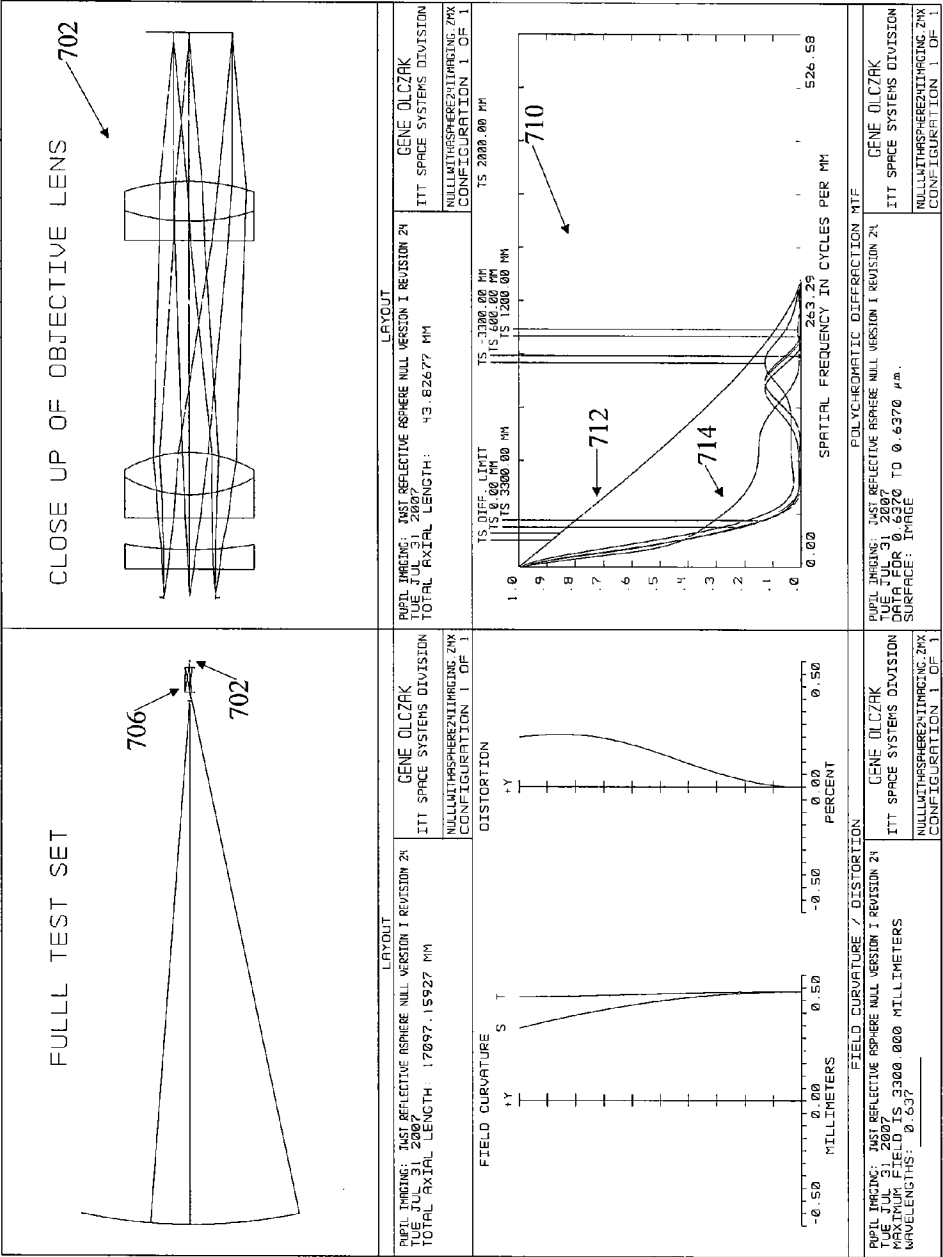 FULLL TEST SET
706
702
LAYOUT
PUPIL IMAGING: JWST REFLECTIVE ASPHERE NULL VERSION I REVISION 24
TUE JUL 31 2007
TOTAL AXIAL LENGTH: 17097.15927 MM
GENE OLCZAK
ITT SPACE SYSTEMS DIVISION
NULLLWITHASPHERE24IIMAGING.ZMX
CONFIGURATION 1 OF 1
CLOSE UP OF OBJECTIVE LENS
702
LAYOUT
PUPIL IMAGING: JWST REFLECTIVE ASPHERE NULL VERSION I REVISION 24
TUE JUL 31 2007
TOTAL AXIAL LENGTH: 43.82677 MM
GENE OLCZAK
ITT SPACE SYSTEMS DIVISION
NULLLWITHASPHERE24IIMAGING.ZMX
CONFIGURATION 1 OF 1
FIELD CURVATURE
DISTORTION
+Y
S T
+Y
-0.50 0.00 0.50
MILLIMETERS
-0.50 0.00 0.50
PERCENT
FIELD CURVATURE / DISTORTION
PUPIL IMAGING: JWST REFLECTIVE ASPHERE NULL VERSION I REVISION 24
TUE JUL 31 2007
MAXIMUM FIELD IS 3300.000 MILLIMETERS
WAVELENGTHS: 0.637
GENE OLCZAK
ITT SPACE SYSTEMS DIVISION
NULLLWITHASPHERE24IIMAGING.ZMX
CONFIGURATION 1 OF 1
TS DIFF. LIMIT
TS 0.00 MM
TS 3300.00 MM
TS -3300.00 MM
TS 600.00 MM
TS 1200.00 MM
TS 2000.00 MM
710
712
714
1.0
.9
.8
.7
.6
.5
.4
.3
.2
.1
.0
0.00 263.29 526.58
SPATIAL FREQUENCY IN CYCLES PER MM
POLYCHROMATIC DIFFRACTION MTF
PUPIL IMAGING: JWST REFLECTIVE ASPHERE NULL VERSION I REVISION 24
TUE JUL 31 2007
DATA FOR 0.6370 TO 0.6370 µm.
SURFACE: IMAGE
GENE OLCZAK
ITT SPACE SYSTEMS DIVISION
NULLLWITHASPHERE24IIMAGING.ZMX
CONFIGURATION 1 OF 1